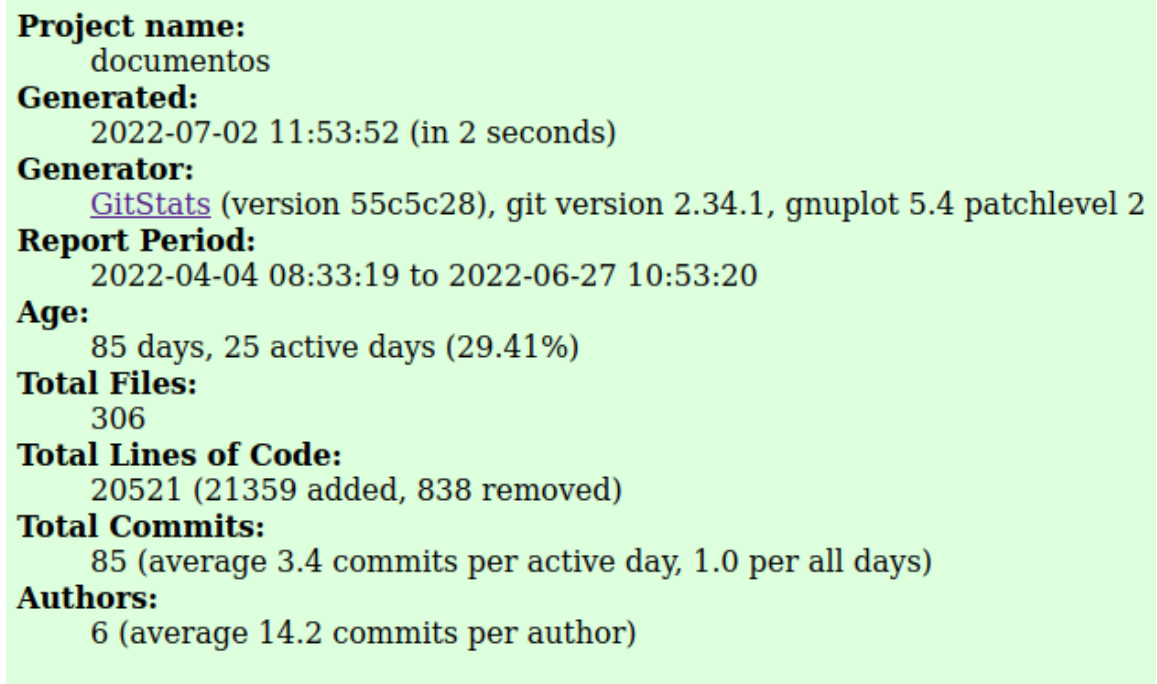 Project name:
documentos
Generated:
2022-07-02 11:53:52 (in 2 seconds)
Generator:
GitStats (version 55c5c28), git version 2.34.1, gnuplot 5.4 patchlevel 2
Report Period:
2022-04-04 08:33:19 to 2022-06-27 10:53:20
Age:
85 days, 25 active days (29.41%)
Total Files:
306
Total Lines of Code:
20521 (21359 added, 838 removed)
Total Commits:
85 (average 3.4 commits per active day, 1.0 per all days)
Authors:
6 (average 14.2 commits per author)